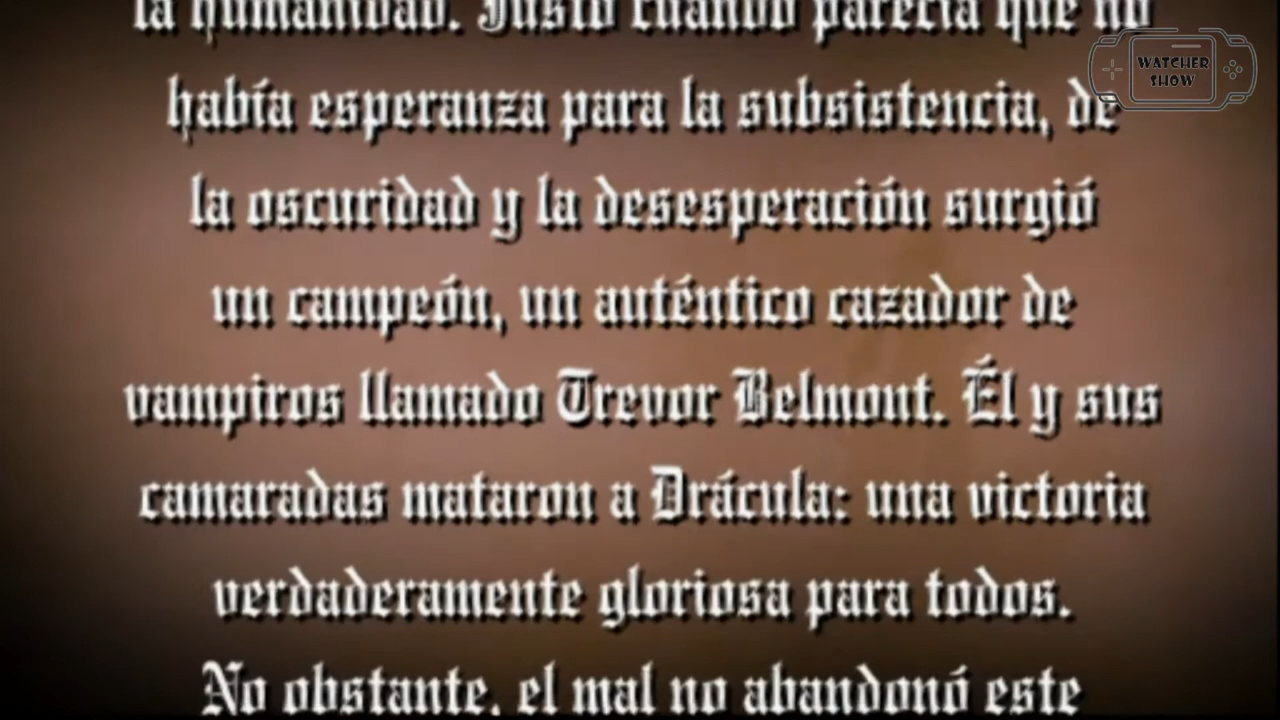 la humanidad. Justo cuando parecía que no
había esperanza para la subsistencia, de
la oscuridad y la desesperación surgió
un campeón, un auténtico cazador de
vampiros llamado Trevor Belmont. Él y sus
camaradas mataron a Drácula: una victoria
verdaderamente gloriosa para todos.
No obstante, el mal no abandonó este
WATCHER
SHOW